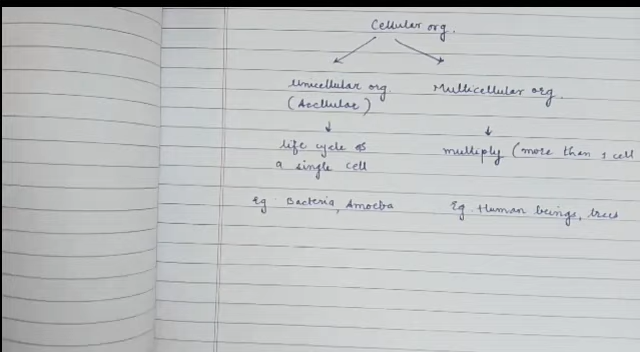 Cellular org.
Unicellular org. Multicellular org.
(Acellular)
life cycle of multiply (more than 1 cell
a single cell
Eg. Bacteria, Amoeba Eg. Human beings, trees